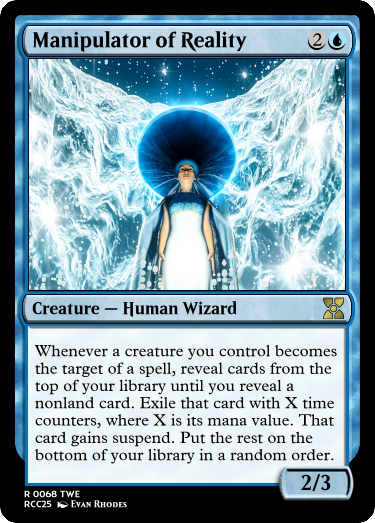 Manipulator of Reality 2
Creature — Human Wizard
Whenever a creature you control becomes
the target of a spell, reveal cards from the
top of your library until you reveal a
nonland card. Exile that card with X time
counters, where X is its mana value. That
card gains suspend. Put the rest on the
bottom of your library in a random order.
2/3
R 0068 TWE
RCC25 Evan Rhodes